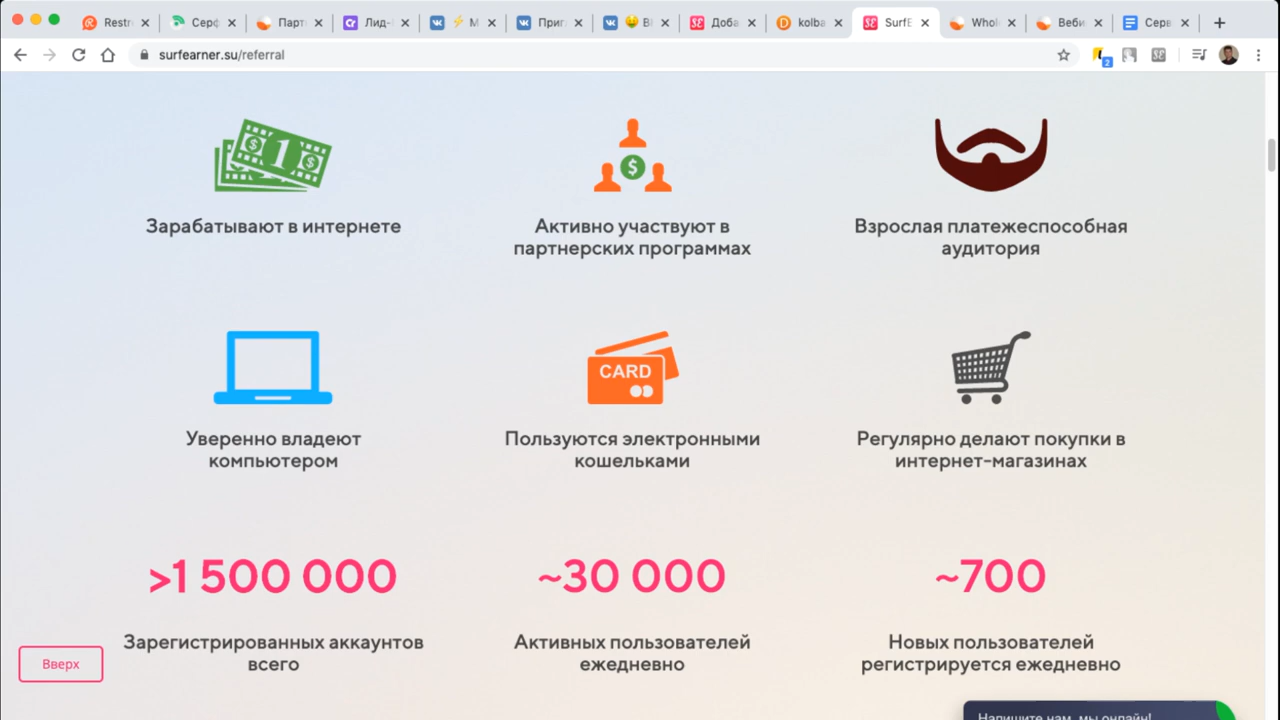 Restro
Серф
Парт
Лид-
М
Приг
Доба
kolba
SurfE
Whol
Веби
Серв
surfearner.su/referral
2
1
Зарабатывают в интернете
Активно участвуют в
партнерских программах
Взрослая платежеспособная
аудитория
CARD
Уверенно владеют
компьютером
Пользуются электронными
кошельками
Регулярно делают покупки в
интернет-магазинах
>1 500 000
~30 000
~700
Зарегистрированных аккаунтов
всего
Активных пользователей
ежедневно
Новых пользователей
регистрируется ежедневно
Вверх
Напишите нам, мы онлайн!